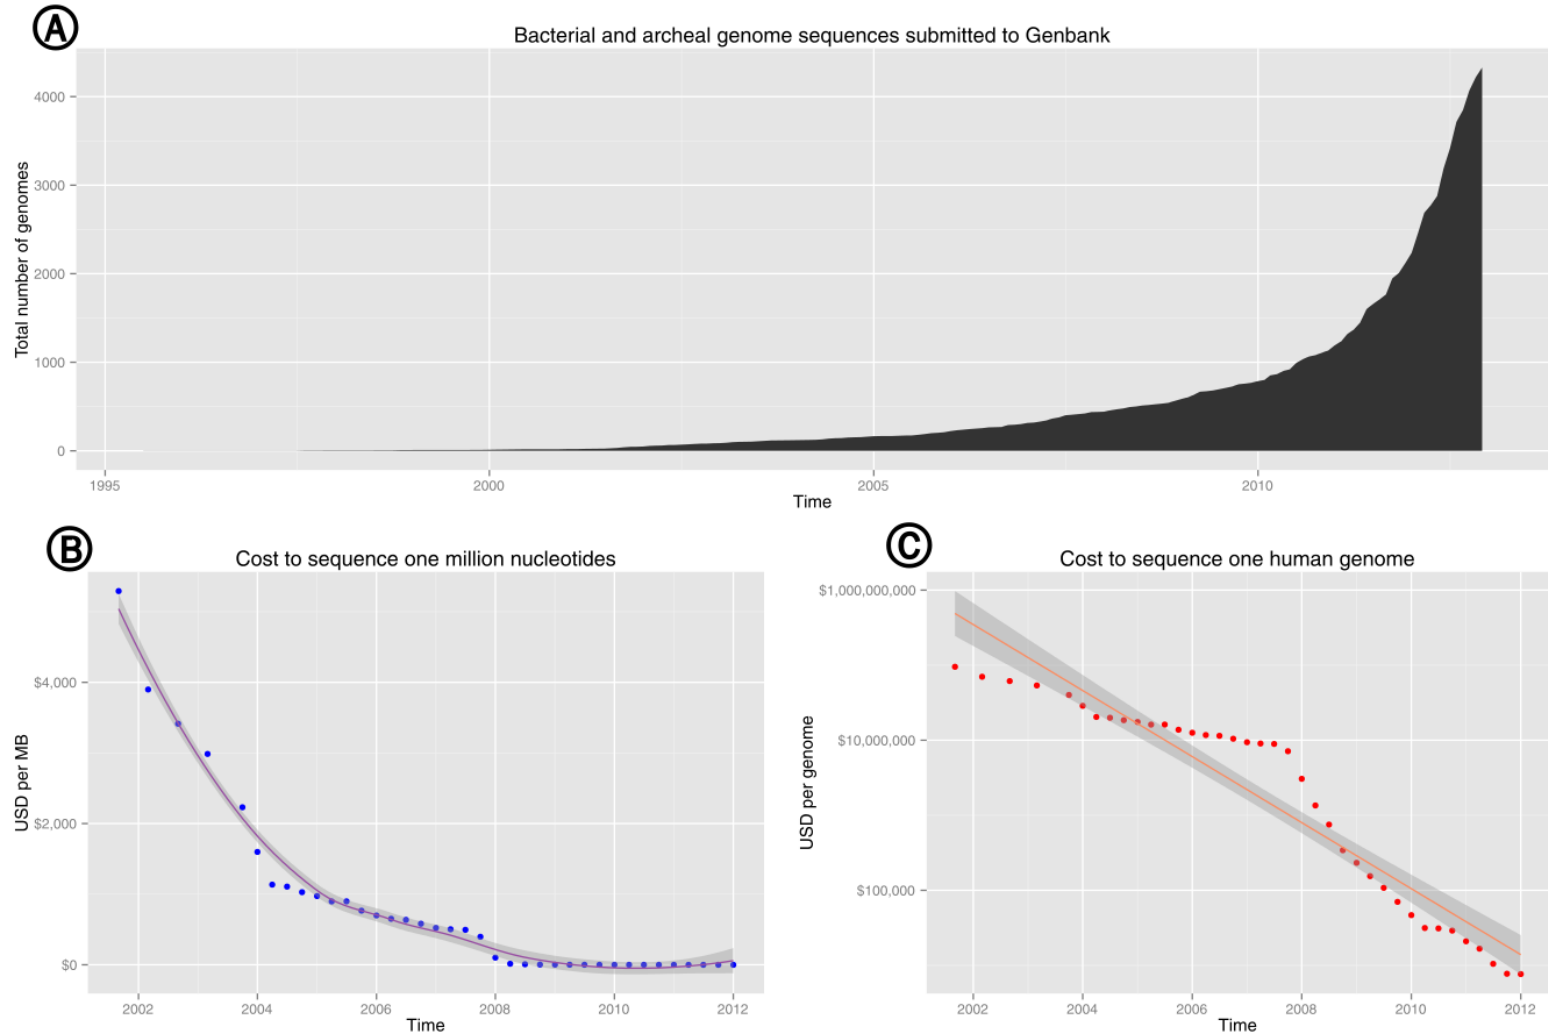 A
Bacterial and archeal genome sequences submitted to Genbank
Total number of genomes
4000
3000
2000
1000
0
1995 2000 2005 2010
Time
B
Cost to sequence one million nucleotides
USD per MB
$4,000
$2,000
$0
2002 2004 2006 2008 2010 2012
Time
C
Cost to sequence one human genome
USD per genome
$1,000,000,000
$10,000,000
$100,000
2002 2004 2006 2008 2010 2012
Time